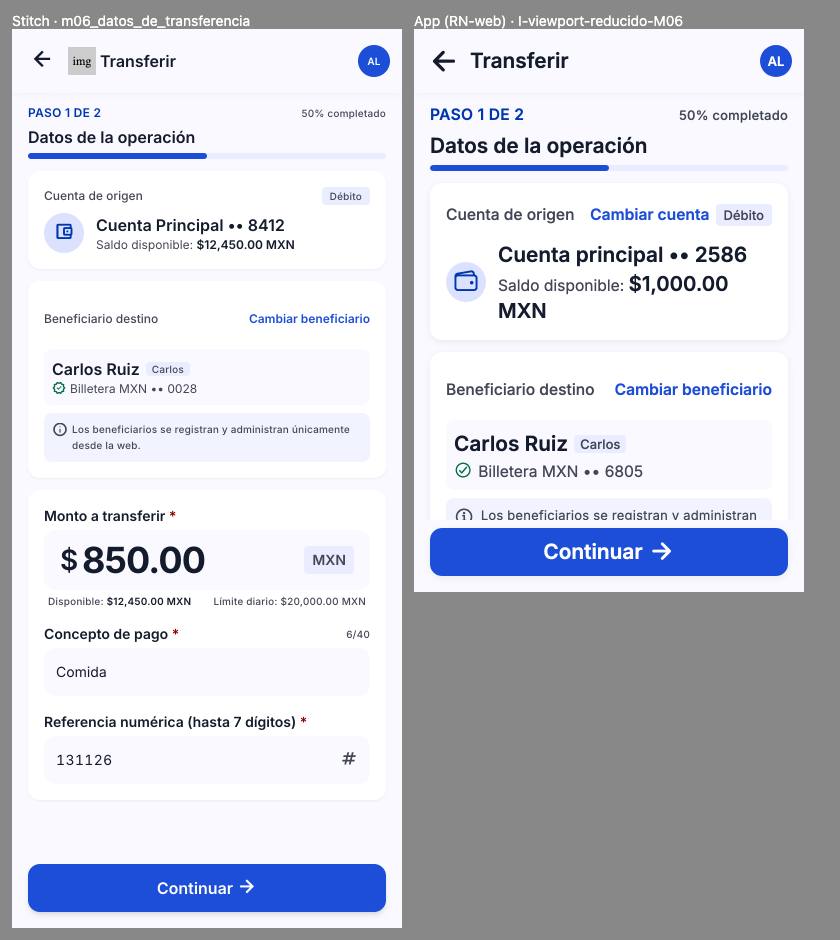 Stitch · m06_datos_de_transferencia
img Transferir
AL
PASO 1 DE 2
50% completado
Datos de la operación
Cuenta de origen
Débito
Cuenta Principal •• 8412
Saldo disponible: $12,450.00 MXN
Beneficiario destino
Cambiar beneficiario
Carlos Ruiz
Carlos
Billetera MXN •• 0028
Los beneficiarios se registran y administran únicamente
desde la web.
Monto a transferir *
$ 850.00
MXN
Disponible: $12,450.00 MXN
Límite diario: $20,000.00 MXN
Concepto de pago *
6/40
Comida
Referencia numérica (hasta 7 dígitos) *
131126
#
Continuar →
App (RN-web) · I-viewport-reducido-M06
Transferir
AL
PASO 1 DE 2
50% completado
Datos de la operación
Cuenta de origen
Cambiar cuenta
Débito
Cuenta principal •• 2586
Saldo disponible: $1,000.00
MXN
Beneficiario destino
Cambiar beneficiario
Carlos Ruiz
Carlos
Billetera MXN •• 6805
Los beneficiarios se registran y administran
Continuar →